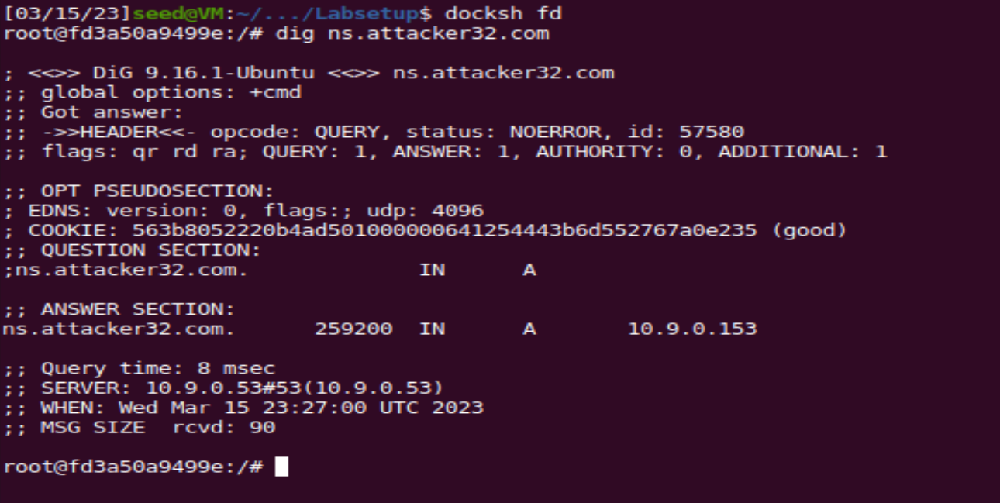 [03/15/23]seed@VM:~/.../Labsetup$ docksh fd
root@fd3a50a9499e:/# dig ns.attacker32.com
; <<>> DiG 9.16.1-Ubuntu <<>> ns.attacker32.com
;; global options: +cmd
;; Got answer:
;; ->>HEADER<<- opcode: QUERY, status: NOERROR, id: 57580
;; flags: qr rd ra; QUERY: 1, ANSWER: 1, AUTHORITY: 0, ADDITIONAL: 1
;; OPT PSEUDOSECTION:
; EDNS: version: 0, flags:; udp: 4096
; COOKIE: 563b8052220b4ad501000000641254443b6d552767a0e235 (good)
;; QUESTION SECTION:
;ns.attacker32.com. IN A
;; ANSWER SECTION:
ns.attacker32.com. 259200 IN A 10.9.0.153
;; Query time: 8 msec
;; SERVER: 10.9.0.53#53(10.9.0.53)
;; WHEN: Wed Mar 15 23:27:00 UTC 2023
;; MSG SIZE rcvd: 90
root@fd3a50a9499e:/#